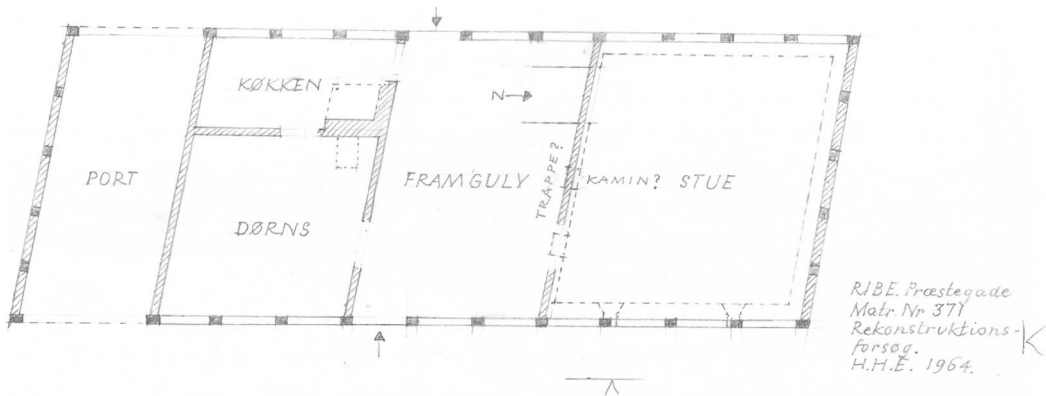 KØKKEN
N
PORT
DØRNS
FRAMGULV
TRAPPE?
KAMIN? STUE
RIBE. Præstegade
Matr. Nr 371
Rekonstruktions-
forsøg.
H.H.E. 1964.